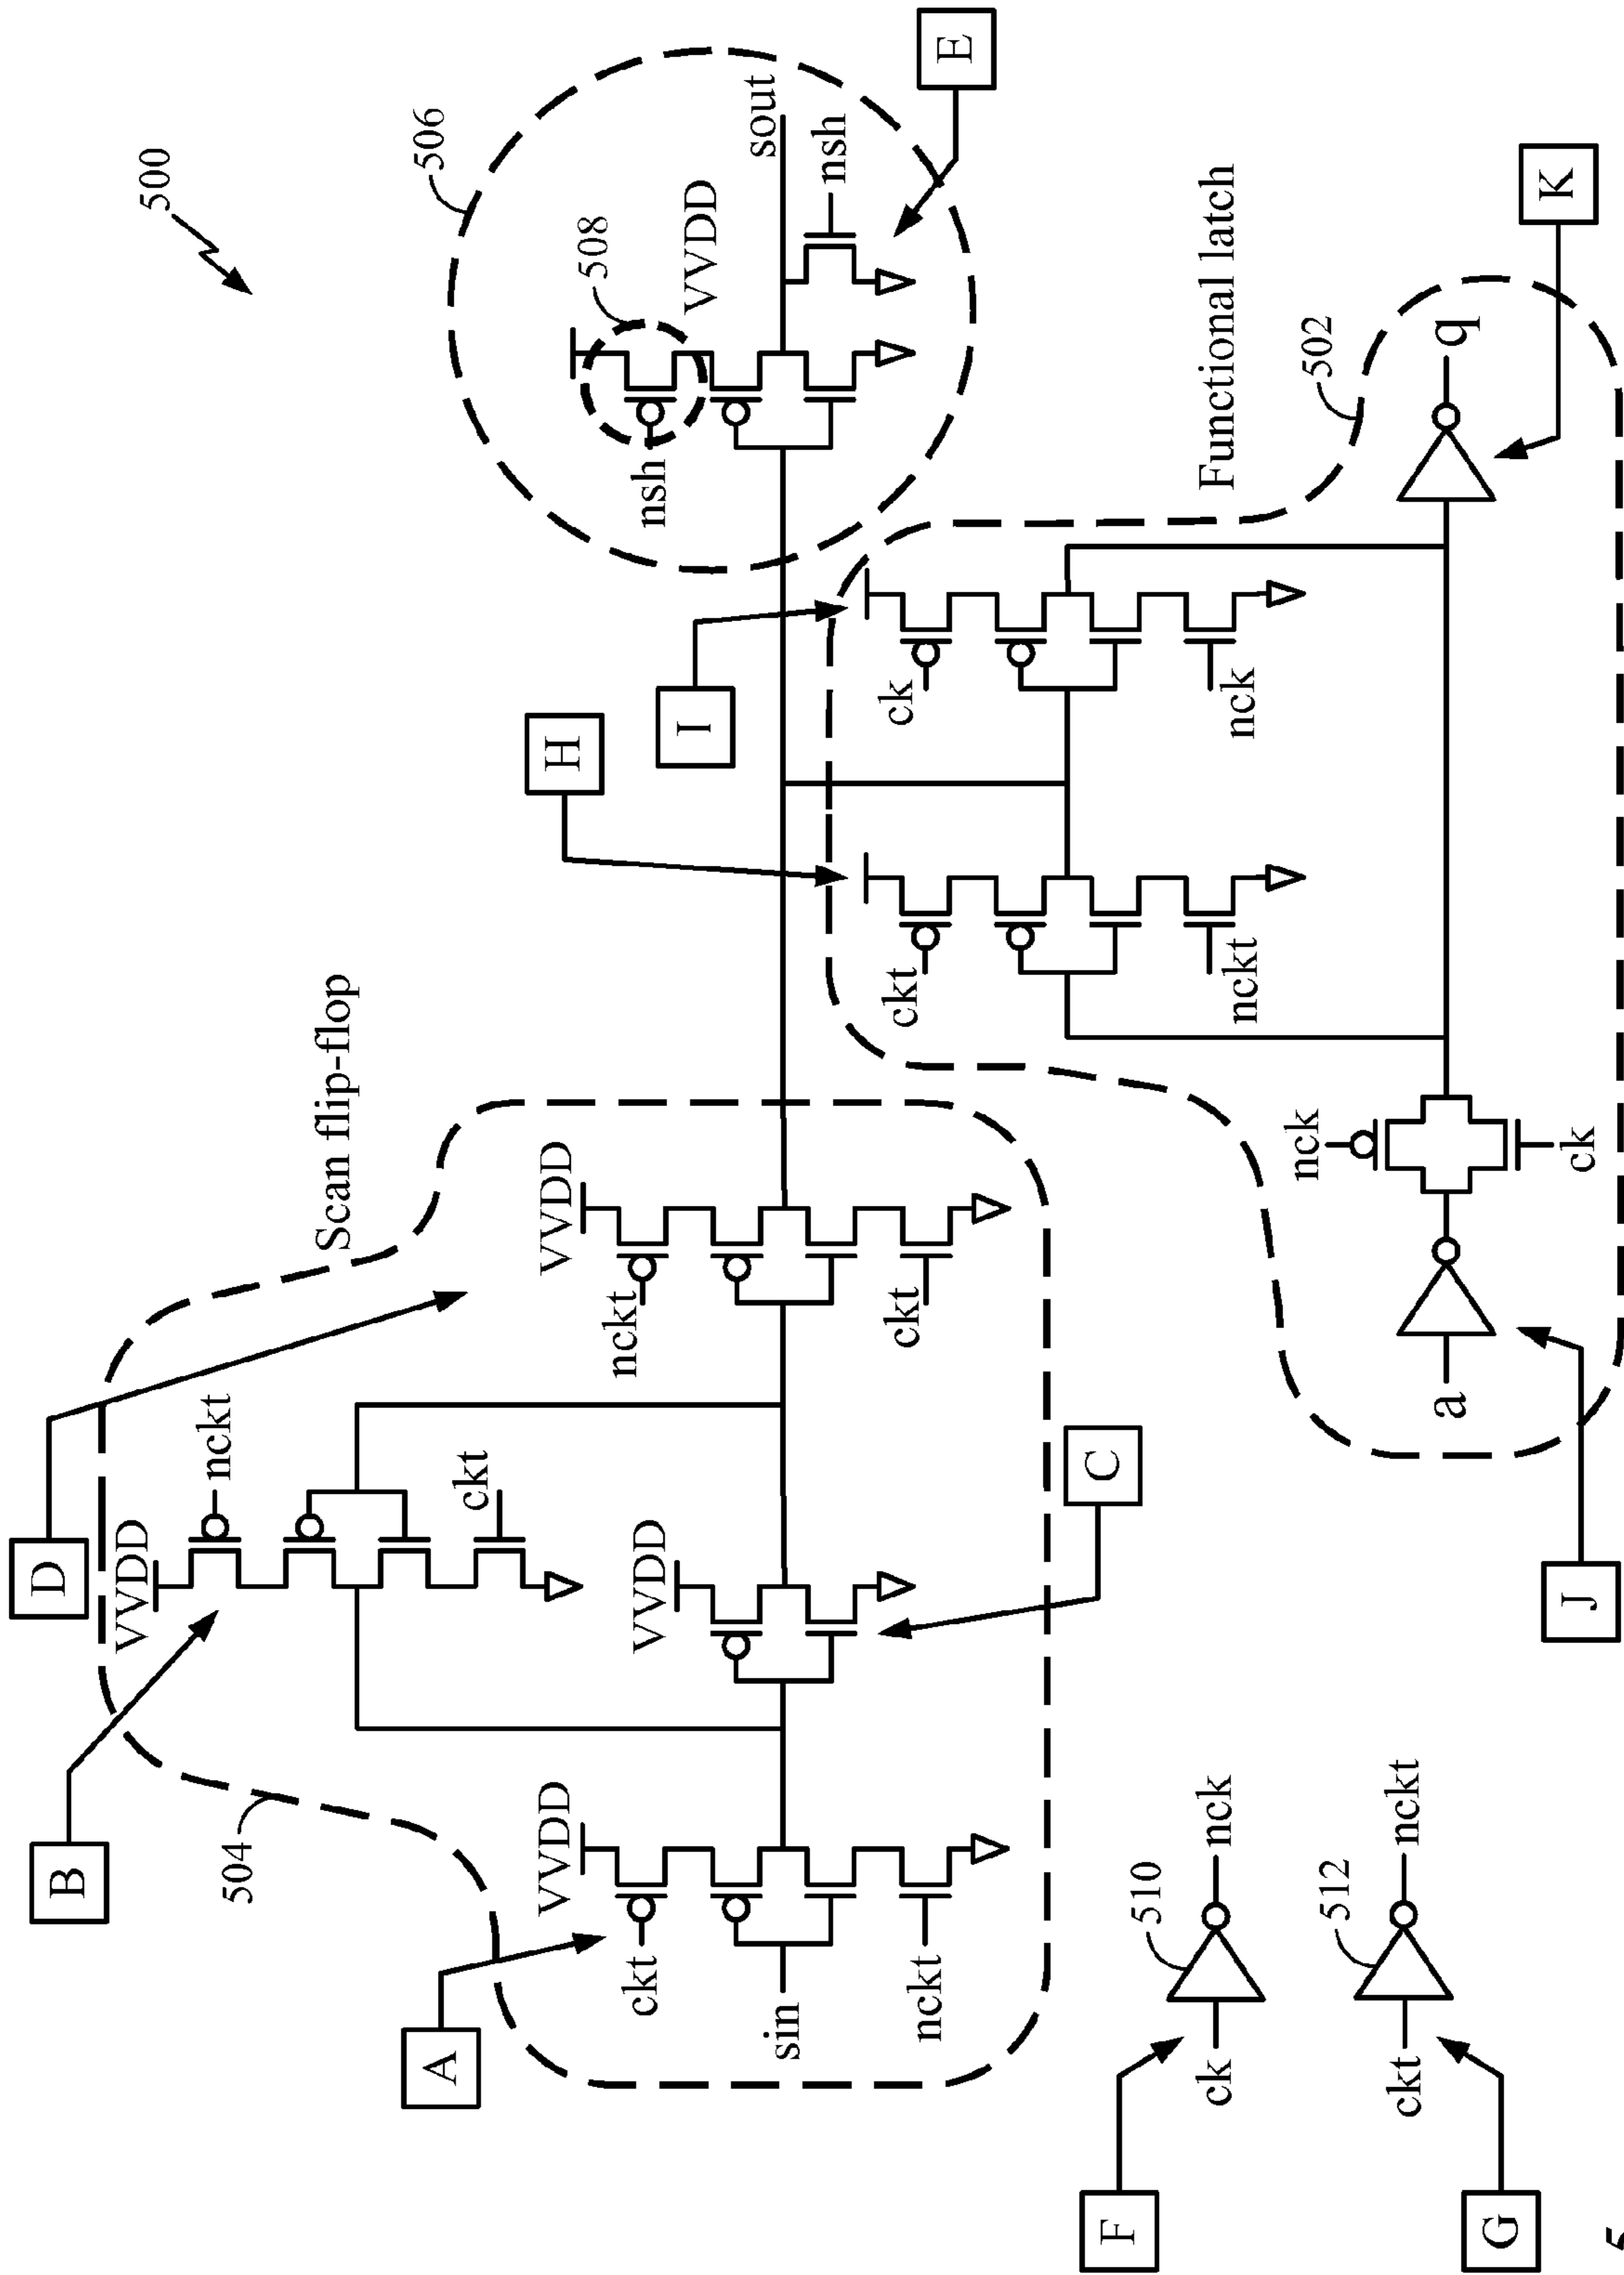 500
506
508
VVDD
sout
nsh
nsh
E
Scan flip-flop
D
B
504
VVDD
nckt
ckt
A
VVDD
ckt
sin
nckt
VVDD
C
VVDD
nckt
ckt
H
I
Functional latch
502
ckt
nckt
ck
nck
q
K
nck
ck
a
J
F
ck
510
nck
G
ckt
512
nckt